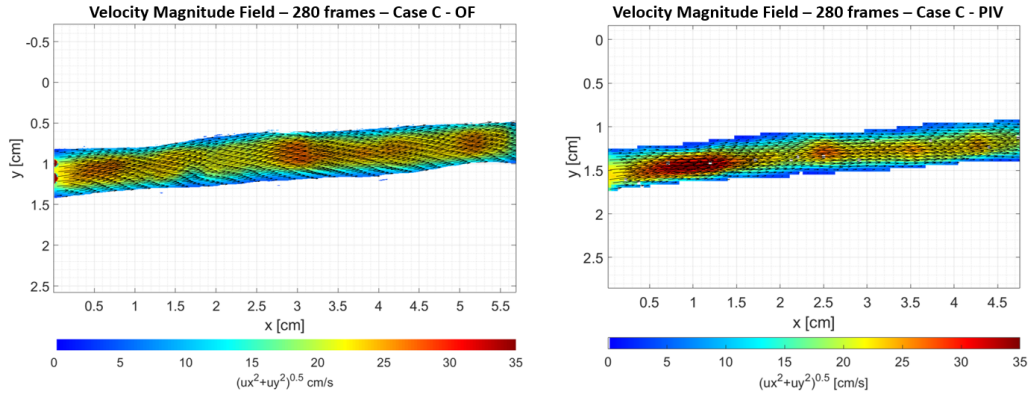 Velocity Magnitude Field – 280 frames – Case C - OF
-0.5
0
0.5
1
1.5
2
2.5
y [cm]
0.5 1 1.5 2 2.5 3 3.5 4 4.5 5 5.5
x [cm]
0 5 10 15 20 25 30 35
(ux²+uy²)⁰·⁵ cm/s
Velocity Magnitude Field – 280 frames – Case C - PIV
0
0.5
1
1.5
2
2.5
y [cm]
0.5 1 1.5 2 2.5 3 3.5 4 4.5
x [cm]
0 5 10 15 20 25 30 35
(ux²+uy²)⁰·⁵ [cm/s]